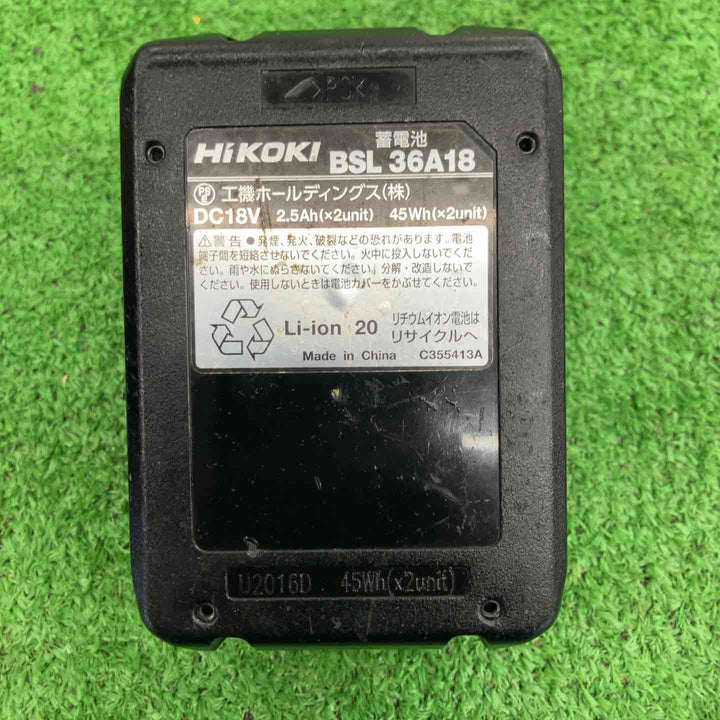 蓄電池
HiKOKI BSL 36A18
PS E 工機ホールディングス(株)
DC18V 2.5Ah(×2unit) 45Wh(×2unit)
⚠警告 ●発煙、発火、破裂などの恐れがあります。電池
端子間を短絡させないでください。火中に投入しないでくだ
さい。雨や水にぬらさないでください。分解・改造しないで
ください。使用しないときは電池カバーをかぶせてください。
Li-ion 20 リチウムイオン電池は
リサイクルへ
Made in China C355413A
U2016D 45Wh(x2unit)